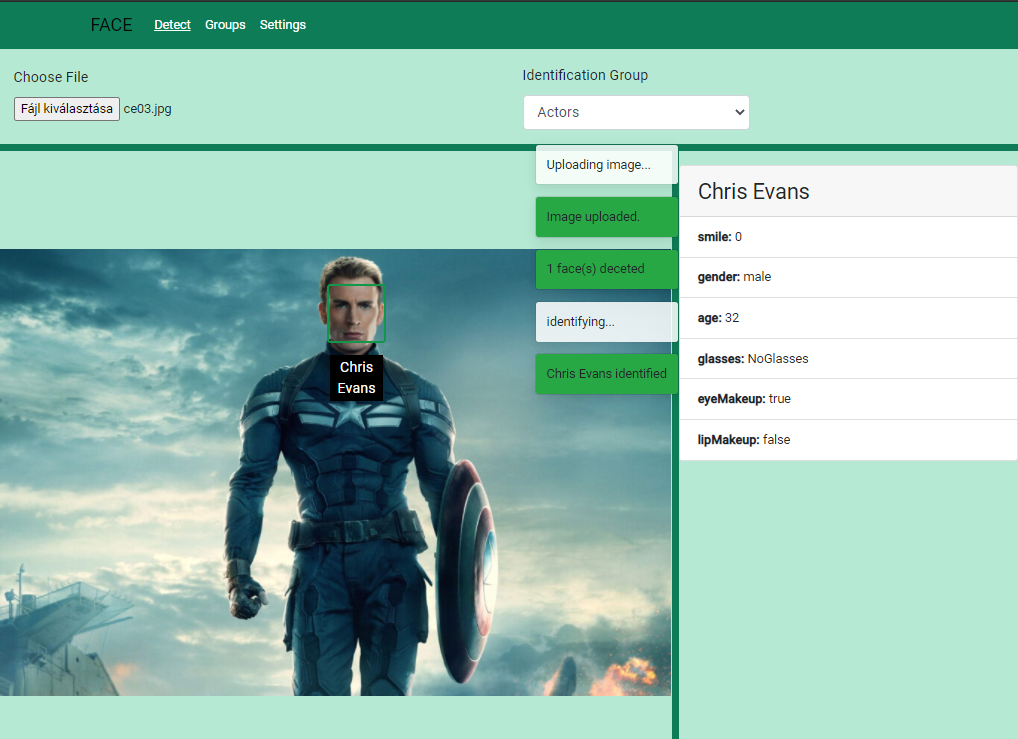 FACE Detect Groups Settings
Choose File
Fájl kiválasztása ce03.jpg
Identification Group
Actors
Uploading image...
Image uploaded.
1 face(s) deceted
identifying...
Chris Evans identified
Chris
Evans
Chris Evans
smile: 0
gender: male
age: 32
glasses: NoGlasses
eyeMakeup: true
lipMakeup: false